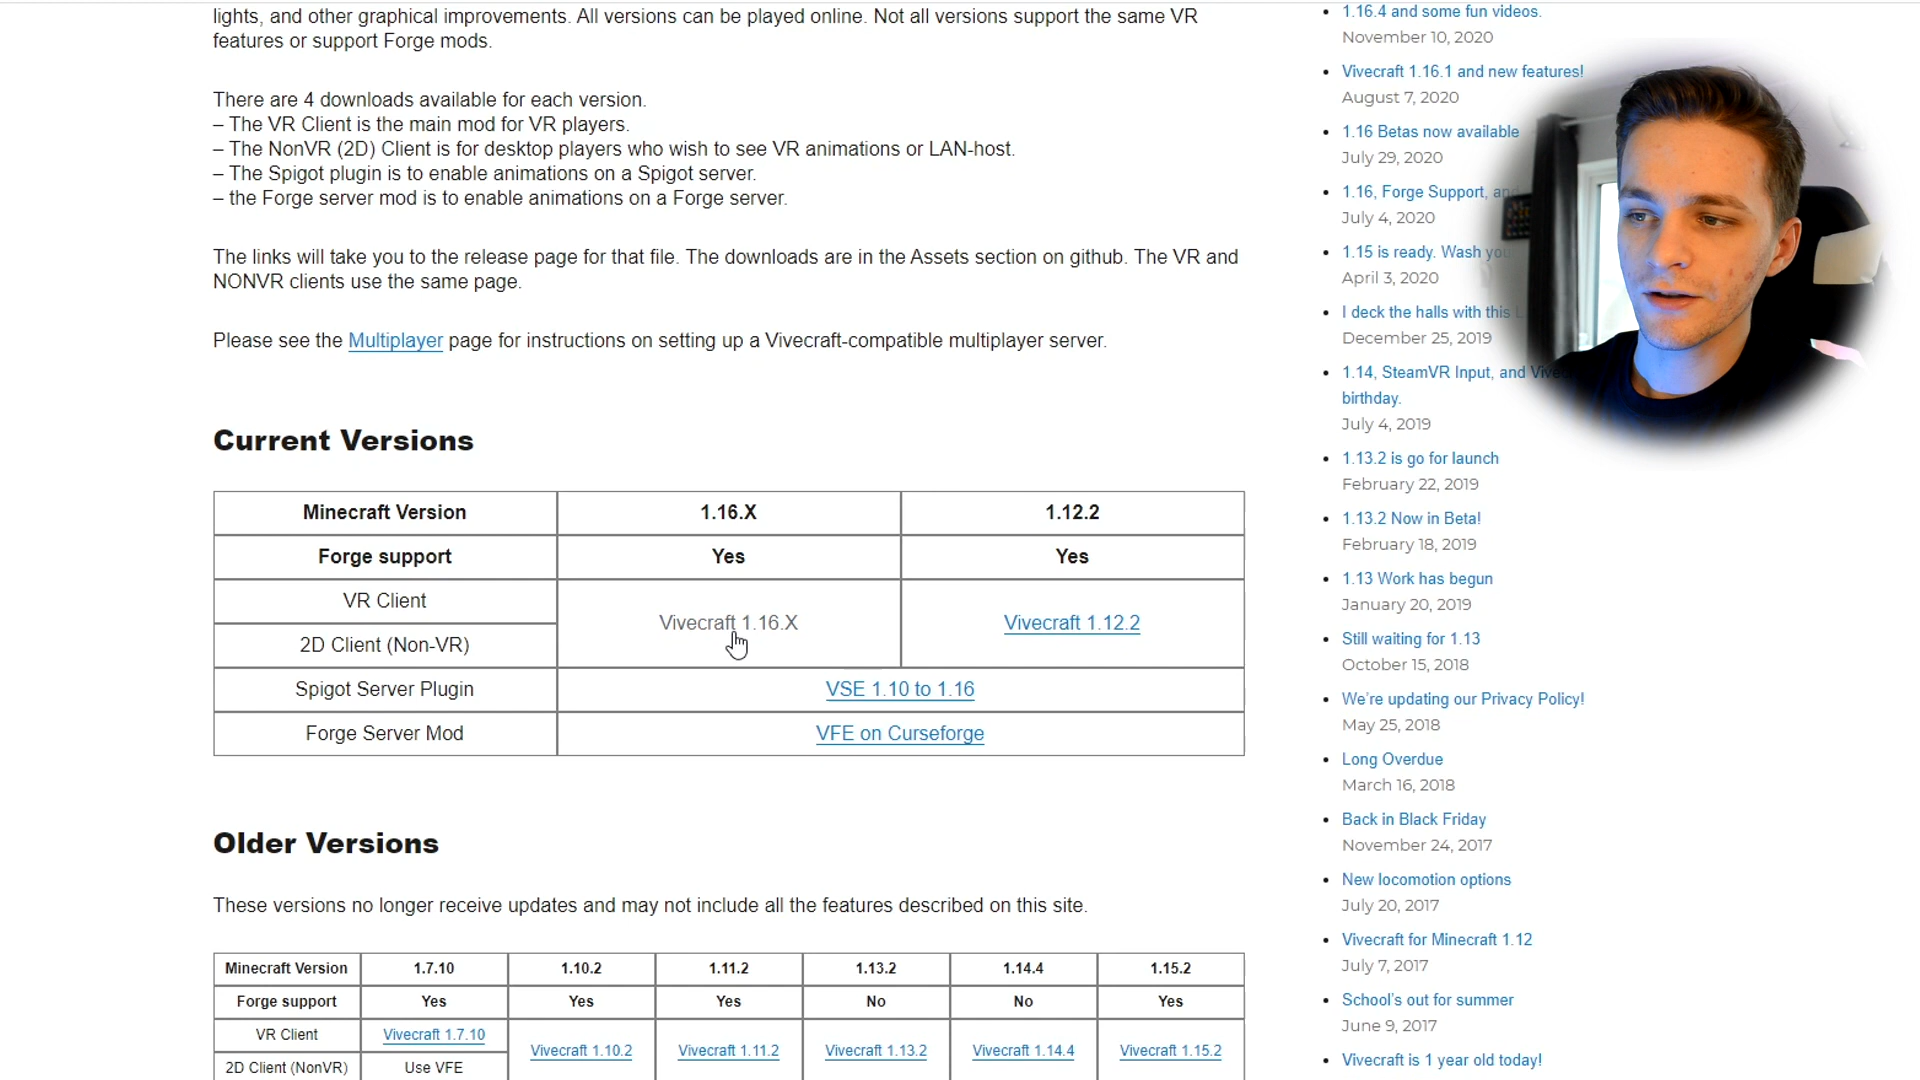 lights, and other graphical improvements. All versions can be played online. Not all versions support the same VR
features or support Forge mods.
There are 4 downloads available for each version.
– The VR Client is the main mod for VR players.
– The NonVR (2D) Client is for desktop players who wish to see VR animations or LAN-host.
– The Spigot plugin is to enable animations on a Spigot server.
– the Forge server mod is to enable animations on a Forge server.
The links will take you to the release page for that file. The downloads are in the Assets section on github. The VR and
NONVR clients use the same page.
Please see the Multiplayer page for instructions on setting up a Vivecraft-compatible multiplayer server.
Current Versions
Minecraft Version 1.16.X 1.12.2
Forge support Yes Yes
VR Client
Vivecraft 1.16.X Vivecraft 1.12.2
2D Client (Non-VR)
Spigot Server Plugin VSE 1.10 to 1.16
Forge Server Mod VFE on Curseforge
Older Versions
These versions no longer receive updates and may not include all the features described on this site.
Minecraft Version 1.7.10 1.10.2 1.11.2 1.13.2 1.14.4 1.15.2
Forge support Yes Yes Yes No No Yes
VR Client Vivecraft 1.7.10
Vivecraft 1.10.2 Vivecraft 1.11.2 Vivecraft 1.13.2 Vivecraft 1.14.4 Vivecraft 1.15.2
2D Client (NonVR) Use VFE
1.16.4 and some fun videos.
November 10, 2020
Vivecraft 1.16.1 and new features!
August 7, 2020
1.16 Betas now available
July 29, 2020
1.16, Forge Support,
July 4, 2020
1.15 is ready. Wash
April 3, 2020
I deck the halls with this
December 25, 2019
1.14, SteamVR Input, and
birthday.
July 4, 2019
1.13.2 is go for launch
February 22, 2019
1.13.2 Now in Beta!
February 18, 2019
1.13 Work has begun
January 20, 2019
Still waiting for 1.13
October 15, 2018
We're updating our Privacy Policy!
May 25, 2018
Long Overdue
March 16, 2018
Back in Black Friday
November 24, 2017
New locomotion options
July 20, 2017
Vivecraft for Minecraft 1.12
July 7, 2017
School's out for summer
June 9, 2017
Vivecraft is 1 year old today!